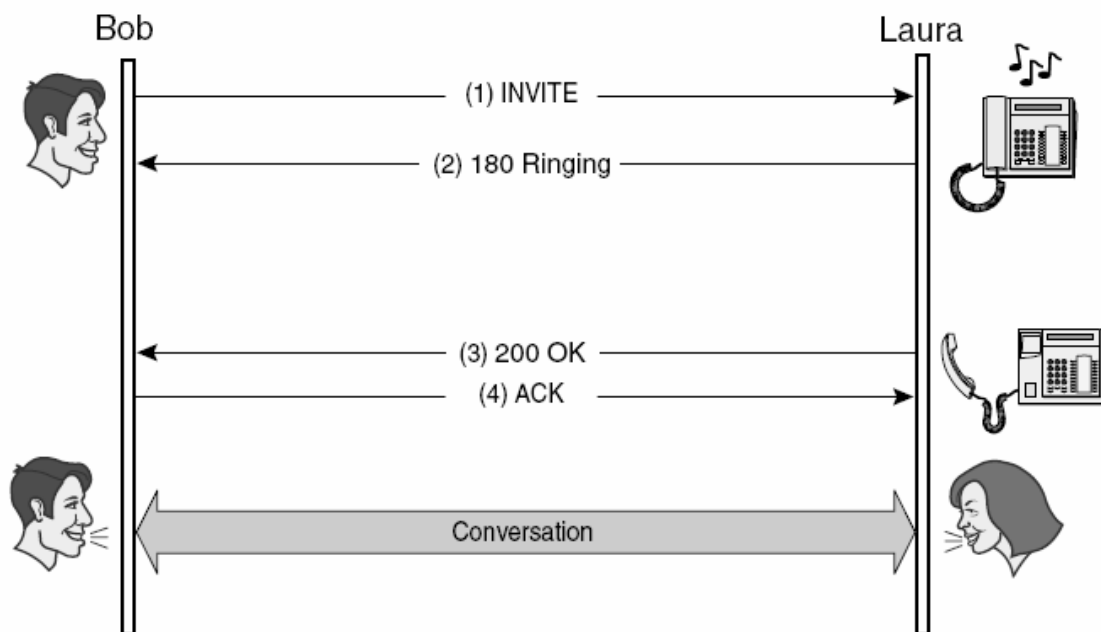 Bob
Laura
(1) INVITE
(2) 180 Ringing
(3) 200 OK
(4) ACK
Conversation